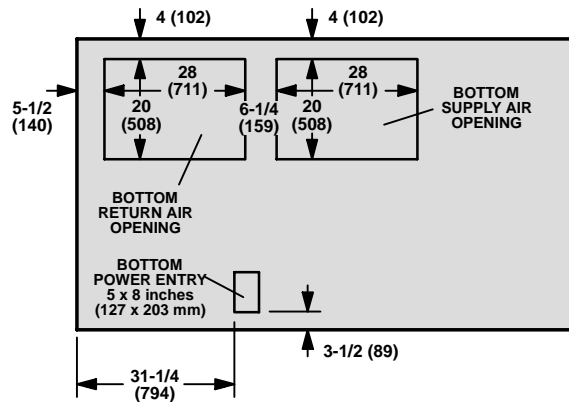 4 (102)
4 (102)
28
(711)
28
(711)
5-1/2
(140)
20
(508)
6-1/4
(159)
20
(508)
BOTTOM
SUPPLY AIR
OPENING
BOTTOM
RETURN AIR
OPENING
BOTTOM
POWER ENTRY
5 x 8 inches
(127 x 203 mm)
3-1/2 (89)
31-1/4
(794)